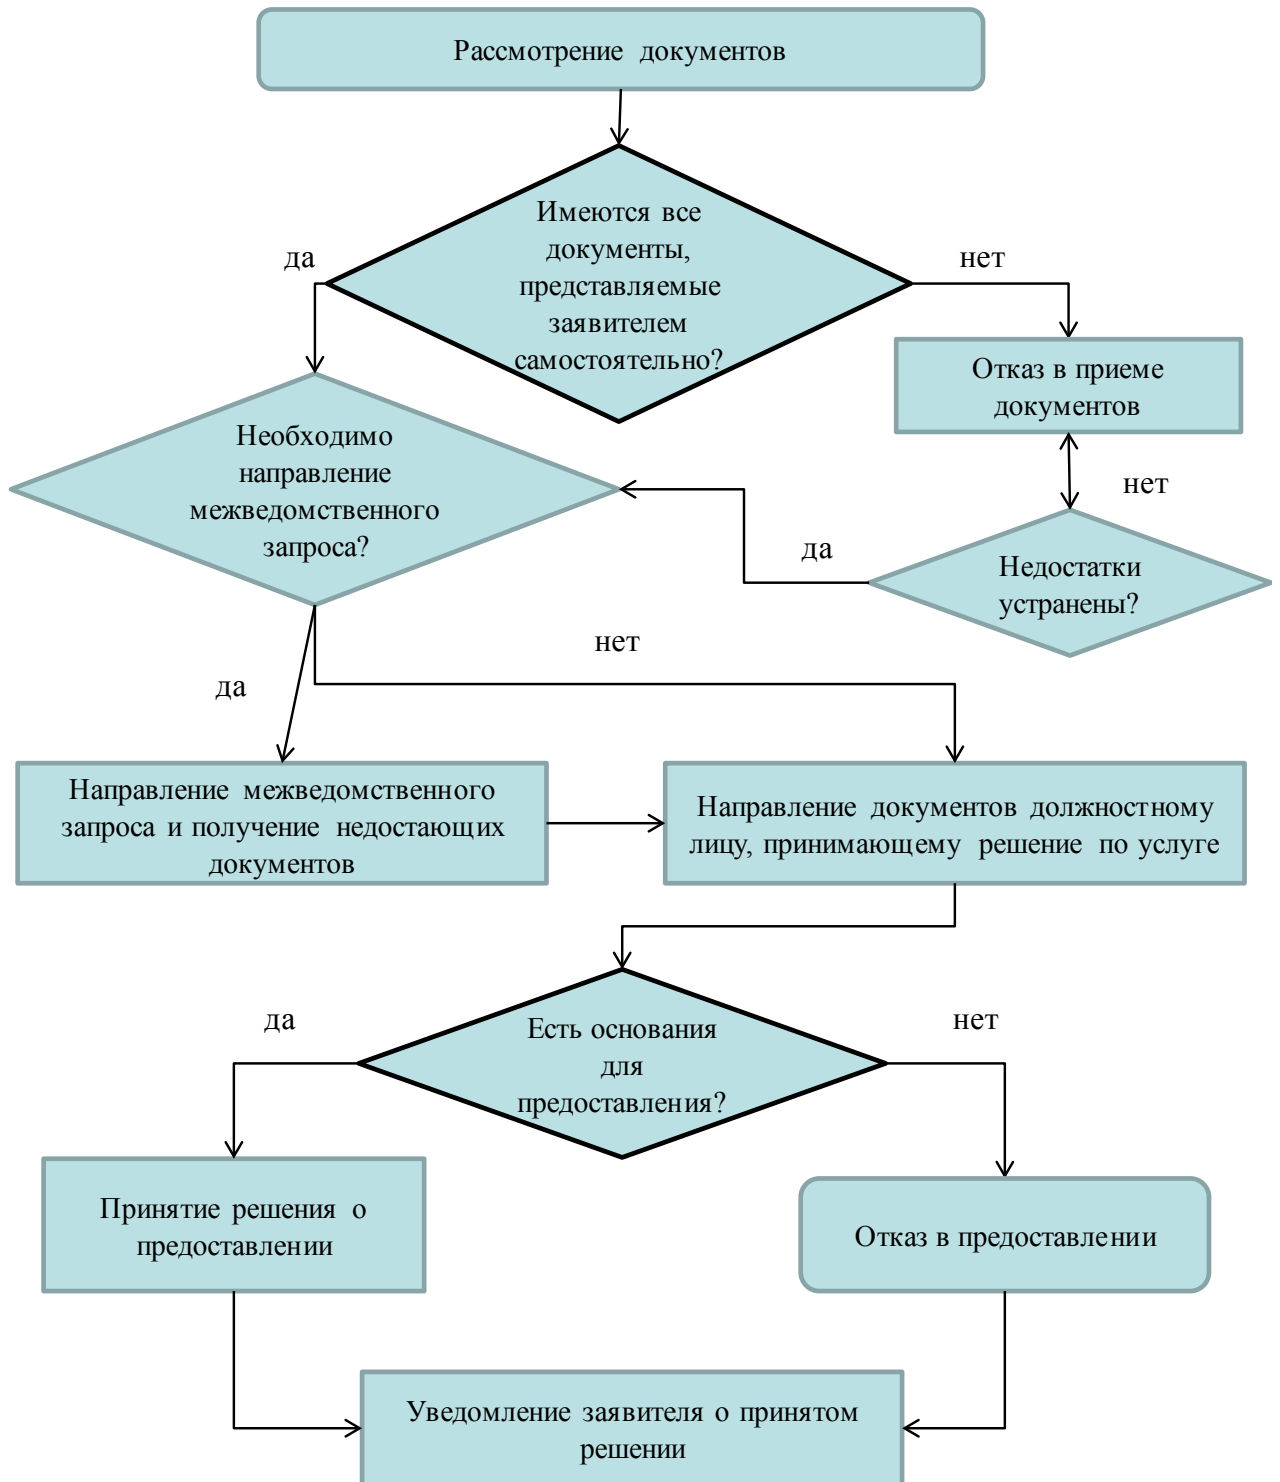 Рассмотрение документов
Имеются все
документы,
представляемые
заявителем
самостоятельно?
да
нет
Отказ в приеме
документов
Необходимо
направление
межведомственного
запроса?
нет
да
Недостатки
устранены?
нет
да
Направление межведомственного
запроса и получение недостающих
документов
Направление документов должностному
лицу, принимающему решение по услуге
да
нет
Есть основания
для
предоставления?
Принятие решения о
предоставлении
Отказ в предоставлении
Уведомление заявителя о принятом
решении